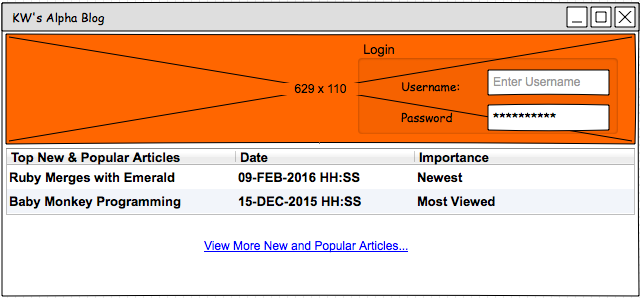 KW's Alpha Blog
Login
629 x 110
Username: Enter Username
Password **********
Top New & Popular Articles Date Importance
Ruby Merges with Emerald 09-FEB-2016 HH:SS Newest
Baby Monkey Programming 15-DEC-2015 HH:SS Most Viewed
View More New and Popular Articles...